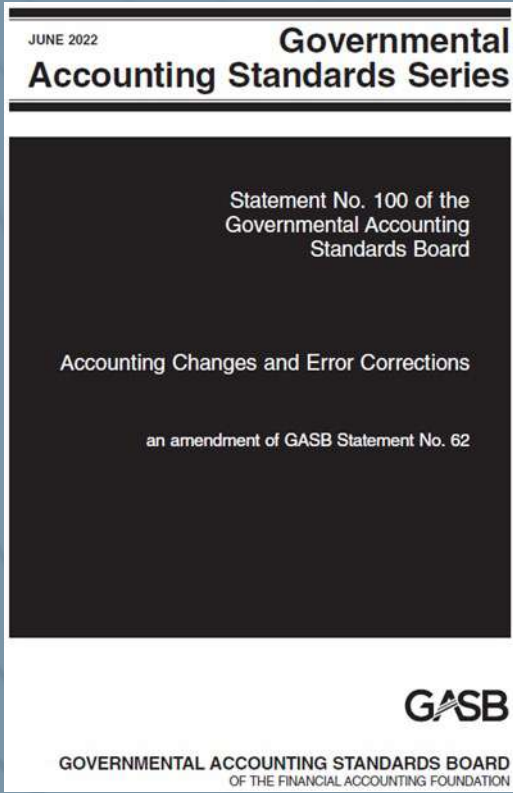 JUNE 2022
Governmental
Accounting Standards Series
Statement No. 100 of the
Governmental Accounting
Standards Board
Accounting Changes and Error Corrections
an amendment of GASB Statement No. 62
GASB
GOVERNMENTAL ACCOUNTING STANDARDS BOARD
OF THE FINANCIAL ACCOUNTING FOUNDATION